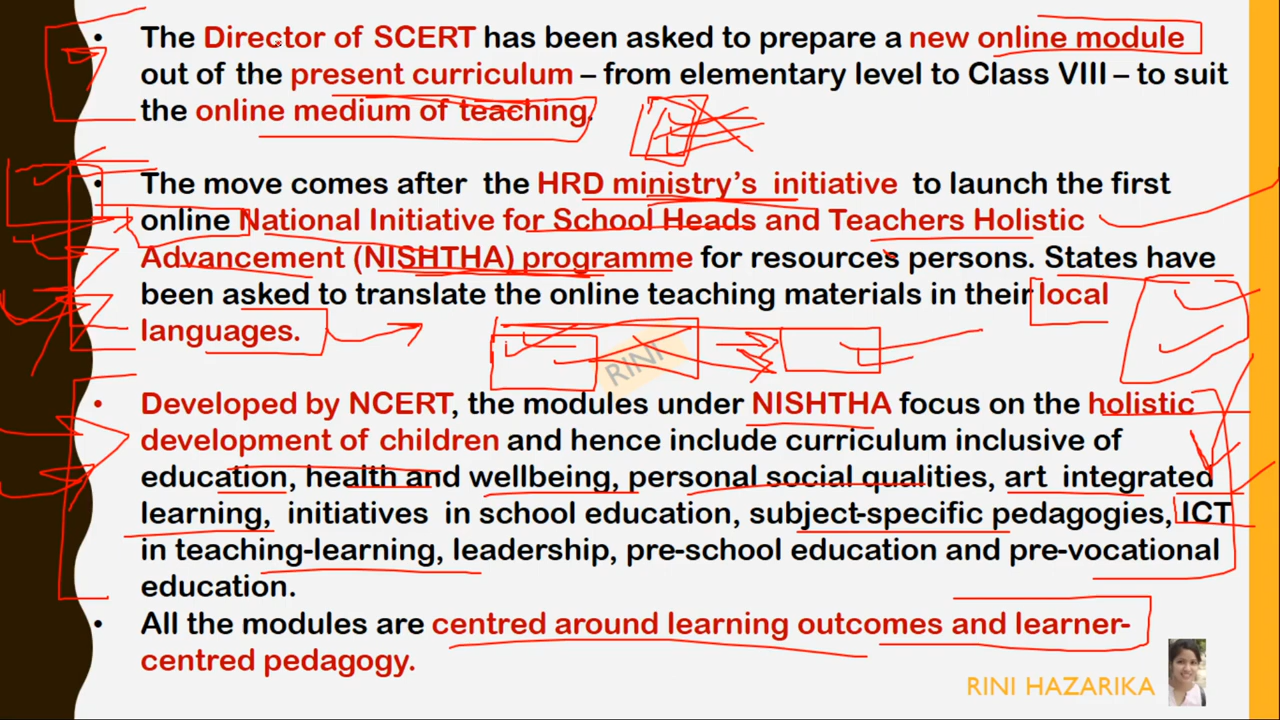 • The Director of SCERT has been asked to prepare a new online module
out of the present curriculum – from elementary level to Class VIII – to suit
the online medium of teaching.
• The move comes after the HRD ministry's initiative to launch the first
online National Initiative for School Heads and Teachers Holistic
Advancement (NISHTHA) programme for resources persons. States have
been asked to translate the online teaching materials in their local
languages.
RINI
• Developed by NCERT, the modules under NISHTHA focus on the holistic
development of children and hence include curriculum inclusive of
education, health and wellbeing, personal social qualities, art integrated
learning, initiatives in school education, subject-specific pedagogies, ICT
in teaching-learning, leadership, pre-school education and pre-vocational
education.
• All the modules are centred around learning outcomes and learner-
centred pedagogy.
RINI HAZARIKA